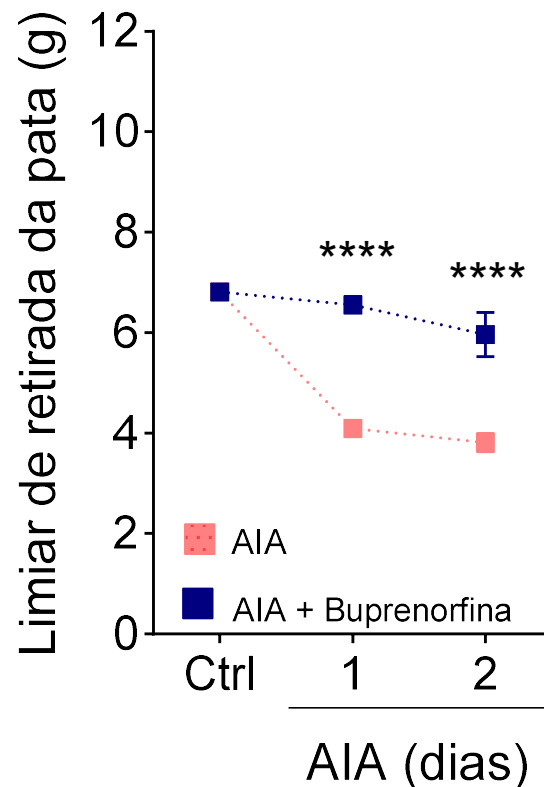 Limiar de retirada da pata (g)
12
10
8
6
4
2
0
****
****
AIA
AIA + Buprenorfina
Ctrl
1
2
AIA (dias)